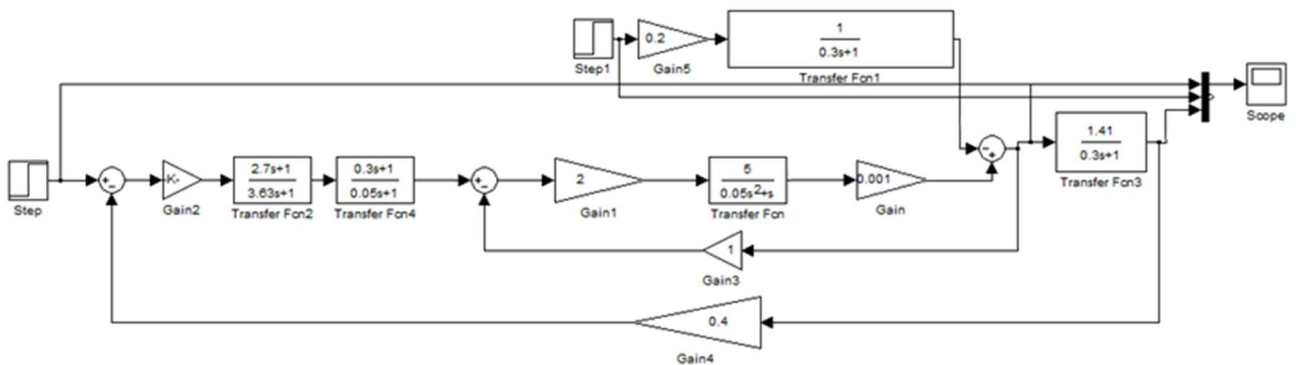 0.2
1
0.3s+1
Step1
Gain5
Transfer Fcn1
Scope
1.41
0.3s+1
Transfer Fcn3
Step
-K-
Gain2
2.7s+1
3.63s+1
Transfer Fcn2
0.3s+1
0.05s+1
Transfer Fcn4
2
Gain1
5
0.05s2+s
Transfer Fcn
0.001
Gain
1
Gain3
0.4
Gain4